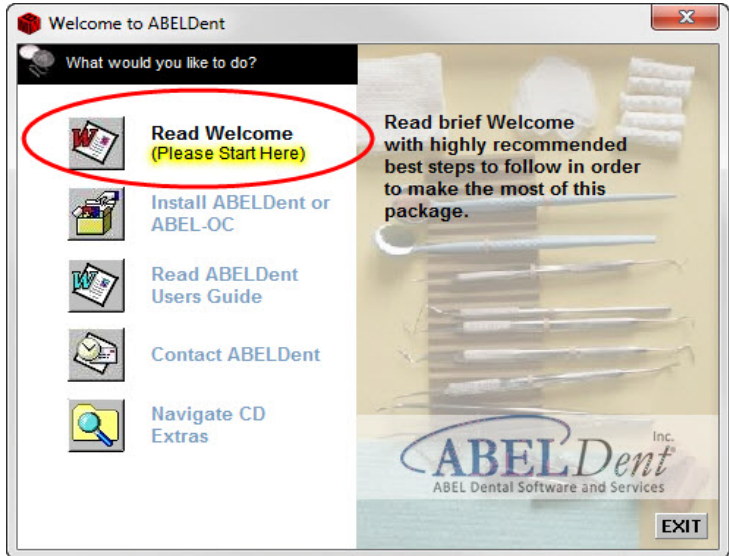 Welcome to ABELDent
What would you like to do?
Read Welcome
(Please Start Here)
Install ABELDent or
ABEL-OC
Read ABELDent
Users Guide
Contact ABELDent
Navigate CD
Extras
Read brief Welcome
with highly recommended
best steps to follow in order
to make the most of this
package.
ABELDent Inc.
ABEL Dental Software and Services
EXIT